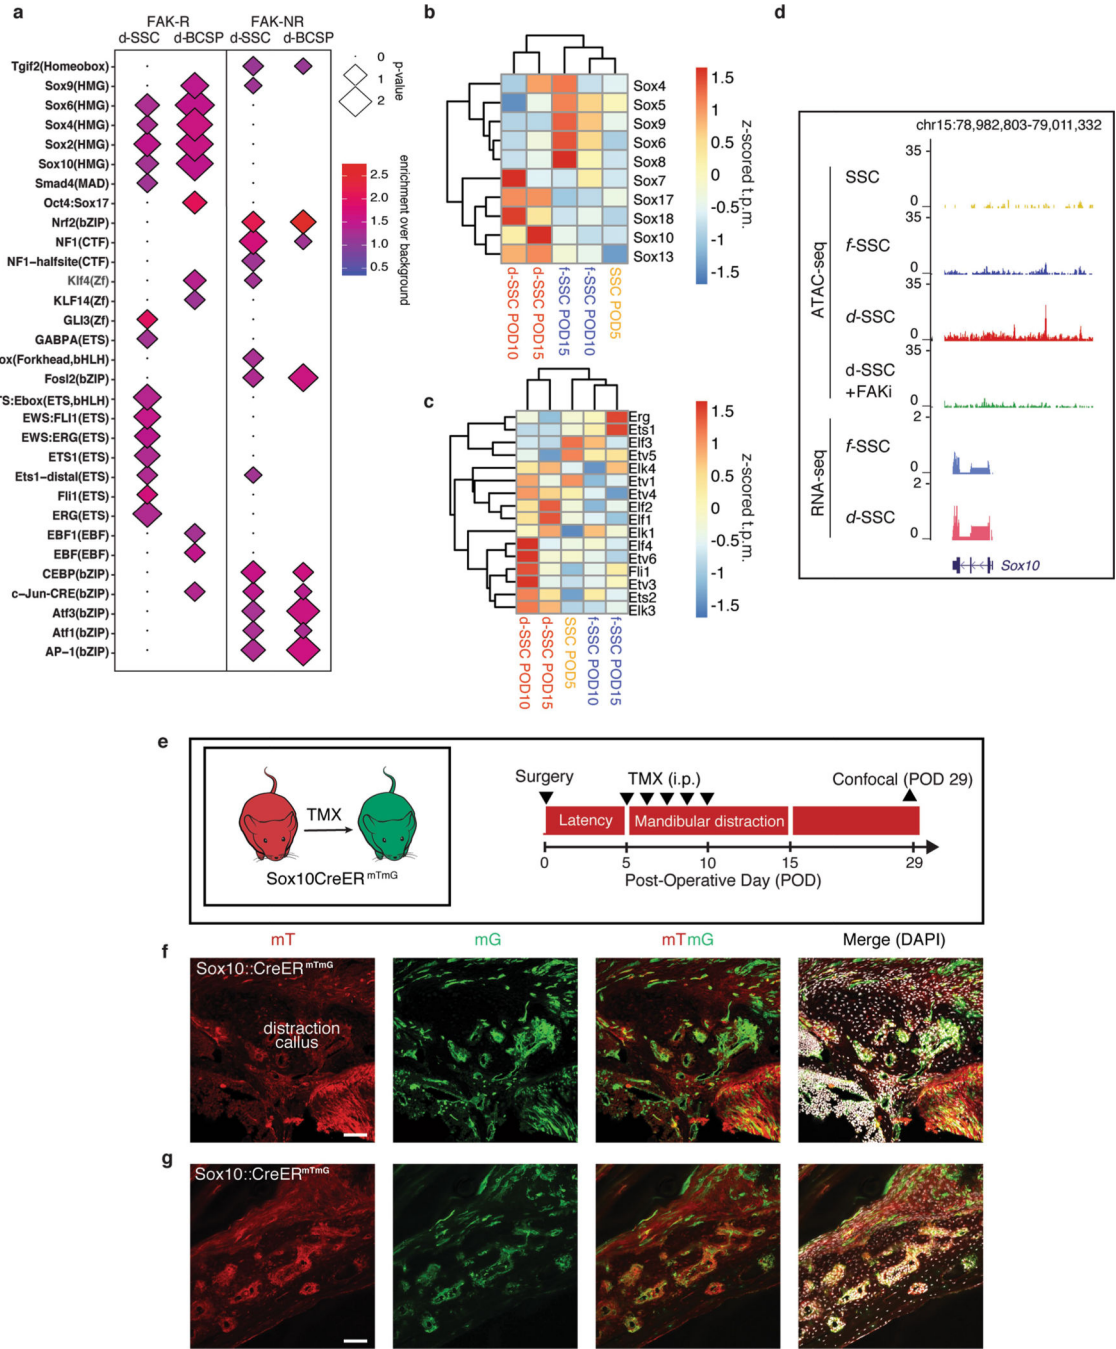 a
FAK-R
FAK-NR
d-SSC d-BCSP d-SSC d-BCSP
Tgif2(Homeobox)
Sox9(HMG)
Sox6(HMG)
Sox4(HMG)
Sox2(HMG)
Sox10(HMG)
Smad4(MAD)
Oct4:Sox17
Nrf2(bZIP)
NF1(CTF)
NF1-halfsite(CTF)
Klf4(Zf)
KLF14(Zf)
GLI3(Zf)
GABPA(ETS)
ox(Forkhead,bHLH)
Fosl2(bZIP)
TS:Ebox(ETS,bHLH)
EWS:FLI1(ETS)
EWS:ERG(ETS)
ETS1(ETS)
Ets1-distal(ETS)
Fli1(ETS)
ERG(ETS)
EBF1(EBF)
EBF(EBF)
CEBP(bZIP)
c-Jun-CRE(bZIP)
Atf3(bZIP)
Atf1(bZIP)
AP-1(bZIP)
0
1
2
p-value
2.5
2.0
1.5
1.0
0.5
enrichment over background
b
Sox4
Sox5
Sox9
Sox6
Sox8
Sox7
Sox17
Sox18
Sox10
Sox13
d-SSC POD10
d-SSC POD15
f-SSC POD15
f-SSC POD10
SSC POD5
1.5
1
0.5
0
-0.5
-1
-1.5
z-scored t.p.m.
c
Erg
Ets1
Elf3
Etv5
Elk4
Etv1
Etv4
Elf2
Elf1
Elk1
Elf4
Etv6
Fli1
Etv3
Ets2
Elk3
d-SSC POD10
d-SSC POD15
SSC POD5
f-SSC POD10
f-SSC POD15
1.5
1
0.5
0
-0.5
-1
-1.5
z-scored t.p.m.
d
chr15:78,982,803-79,011,332
ATAC-seq
35
SSC
0
35
f-SSC
0
35
d-SSC
0
35
d-SSC
+FAKi
0
RNA-seq
2
f-SSC
0
2
d-SSC
0
Sox10
e
TMX
Sox10CreER mTmG
Surgery
TMX (i.p.)
Confocal (POD 29)
Latency
Mandibular distraction
0 5 10 15 29
Post-Operative Day (POD)
mT
mG
mTmG
Merge (DAPI)
f
Sox10::CreER mTmG
distraction
callus
g
Sox10::CreER mTmG